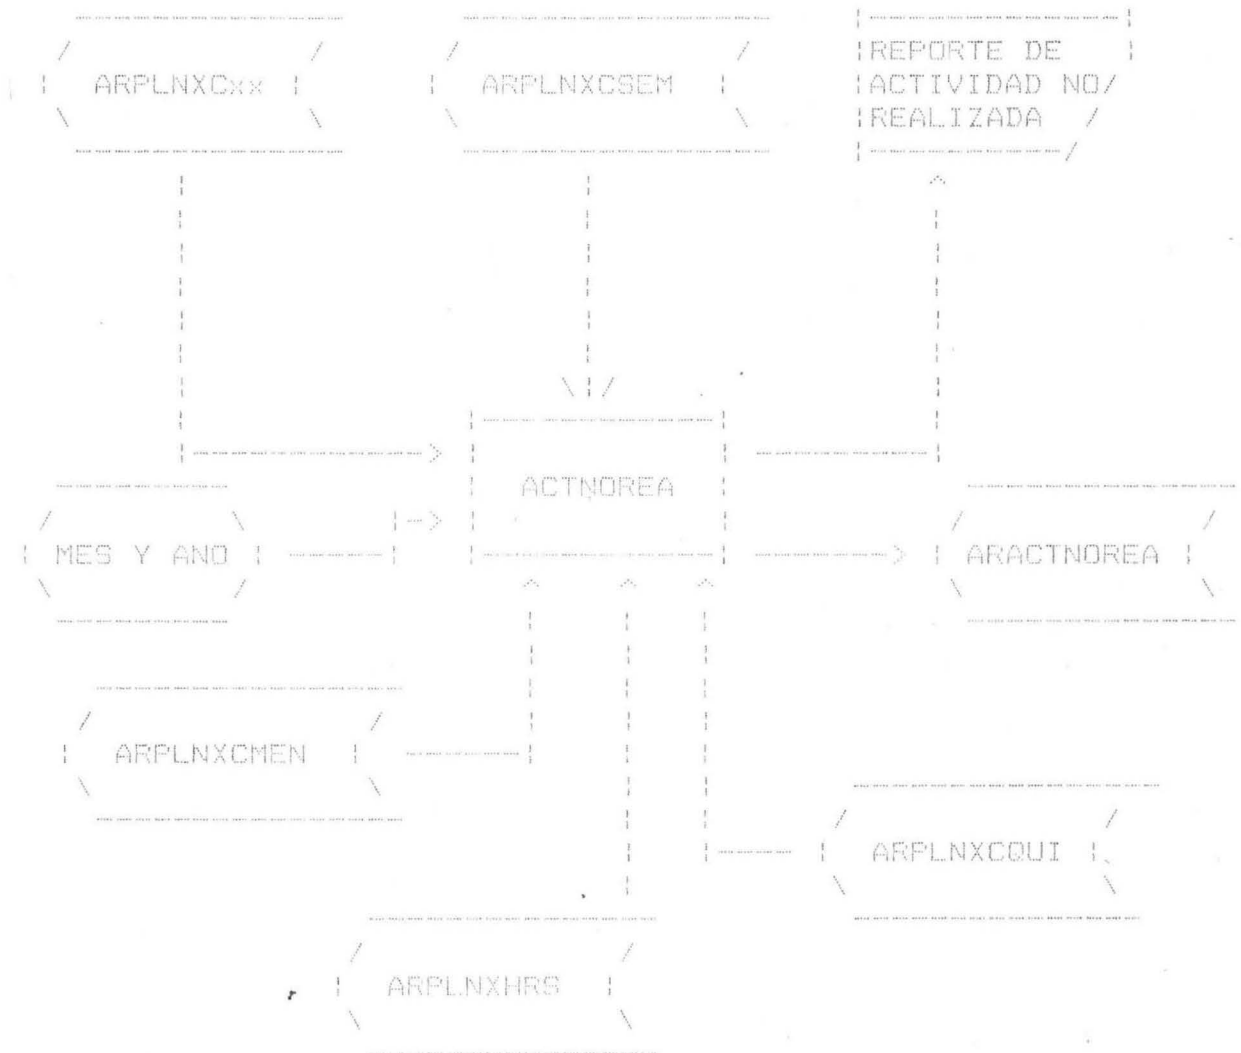 ARPLNXCxx
ARPLNXCSEM
REPORTE DE
ACTIVIDAD NO
REALIZADA
ACTNOREA
MES Y ANO
ARACTNOREA
ARPLNXCMEN
ARPLNXCQUI
ARPLNXHRS